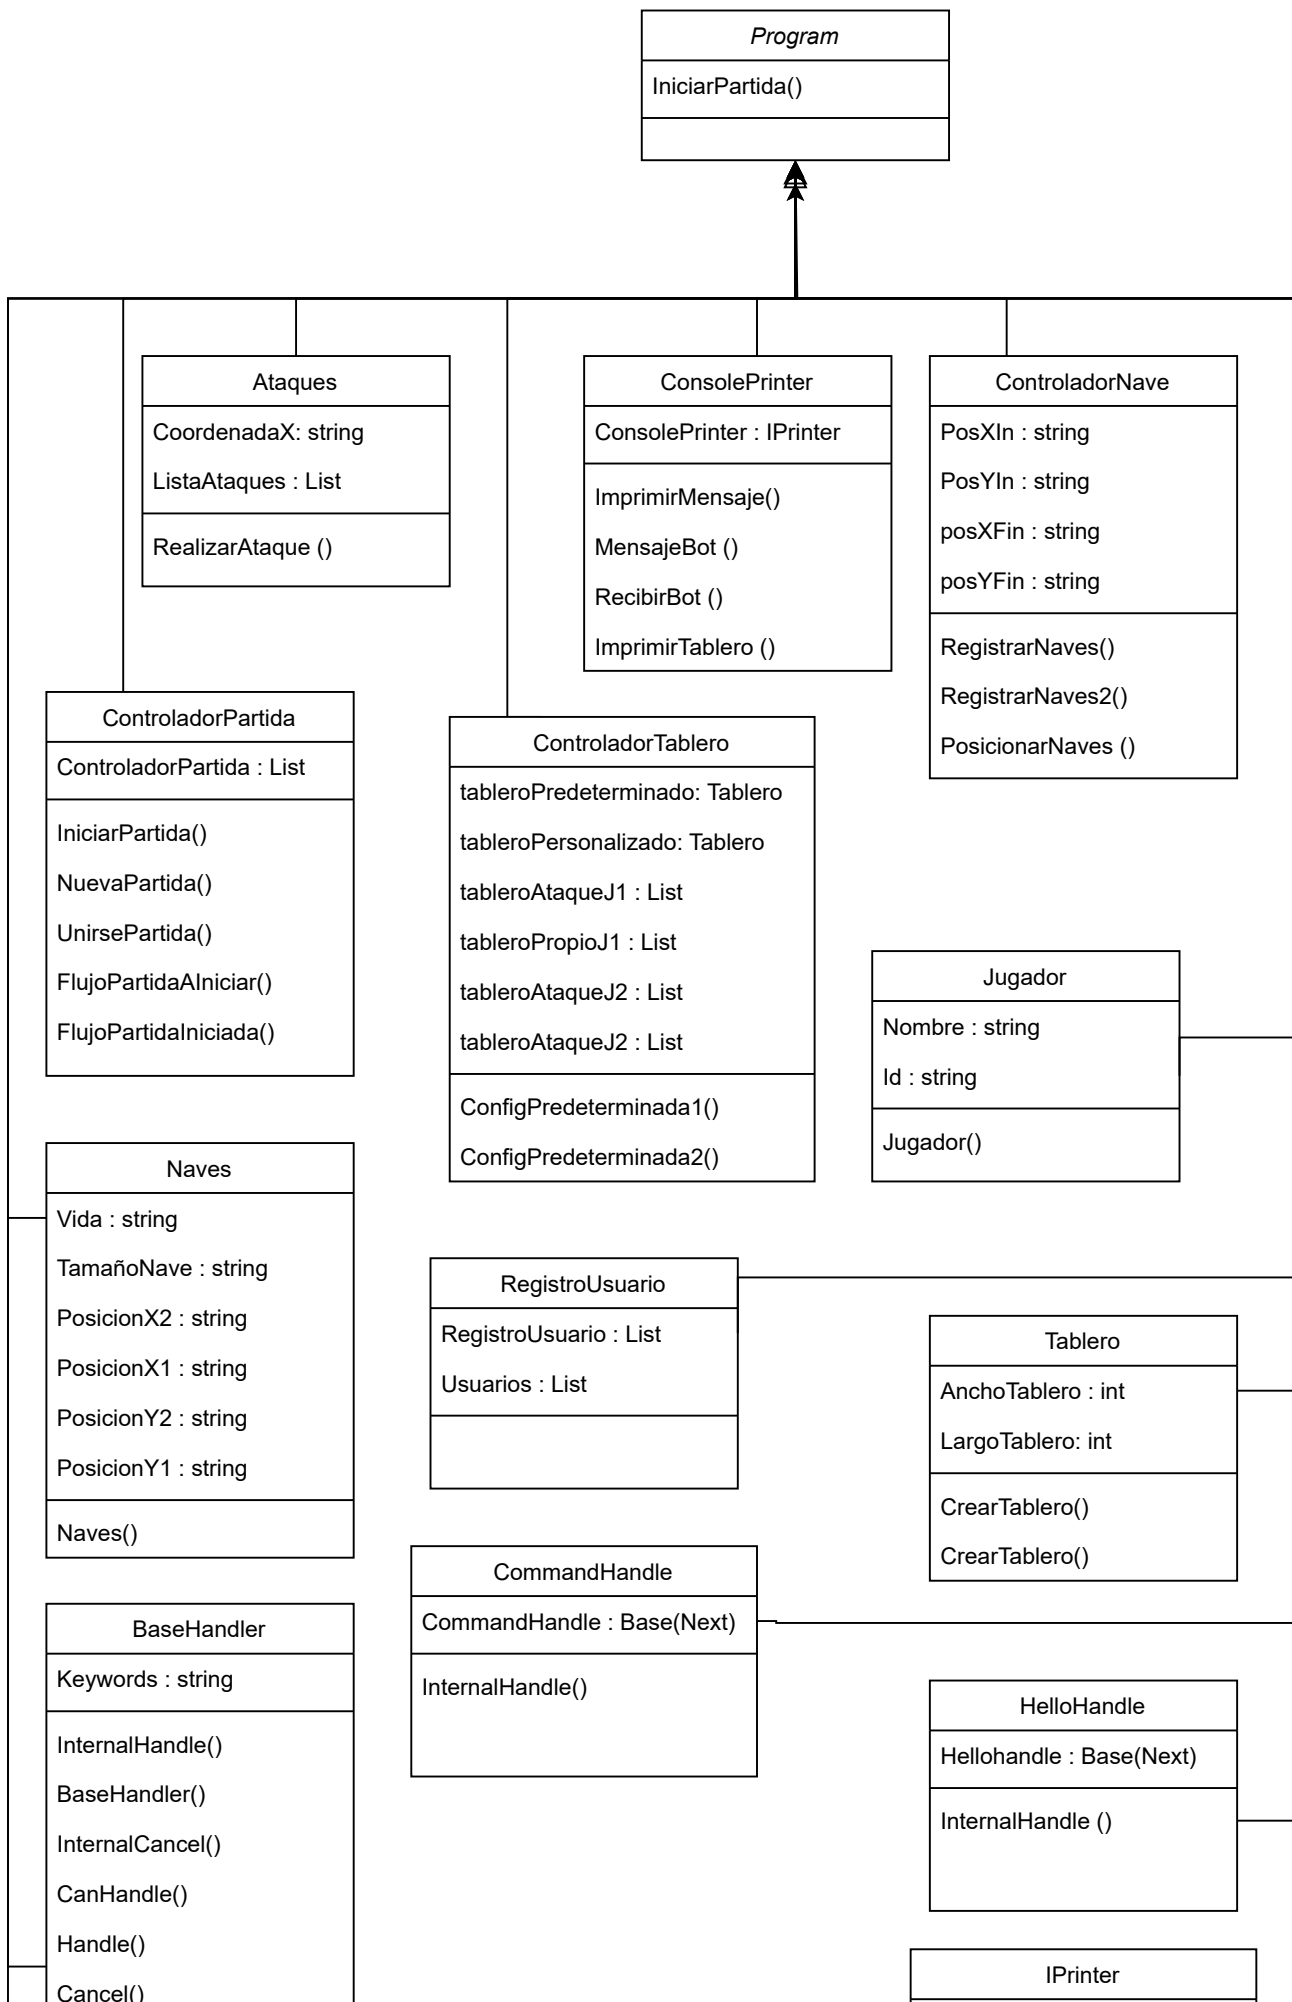 Program
IniciarPartida()
Ataques
CoordenadaX: string
ListaAtaques : List
RealizarAtaque ()
ConsolePrinter
ConsolePrinter : IPrinter
ImprimirMensaje()
MensajeBot ()
RecibirBot ()
ImprimirTablero ()
ControladorNave
PosXIn : string
PosYIn : string
posXFin : string
posYFin : string
RegistrarNaves()
RegistrarNaves2()
PosicionarNaves ()
ControladorPartida
ControladorPartida : List
IniciarPartida()
NuevaPartida()
UnirsePartida()
FlujoPartidaAIniciar()
FlujoPartidaIniciada()
ControladorTablero
tableroPredeterminado: Tablero
tableroPersonalizado: Tablero
tableroAtaqueJ1 : List
tableroPropioJ1 : List
tableroAtaqueJ2 : List
tableroAtaqueJ2 : List
ConfigPredeterminada1()
ConfigPredeterminada2()
Jugador
Nombre : string
Id : string
Jugador()
Naves
Vida : string
TamañoNave : string
PosicionX2 : string
PosicionX1 : string
PosicionY2 : string
PosicionY1 : string
Naves()
RegistroUsuario
RegistroUsuario : List
Usuarios : List
Tablero
AnchoTablero : int
LargoTablero: int
CrearTablero()
CrearTablero()
CommandHandle
CommandHandle : Base(Next)
InternalHandle()
BaseHandler
Keywords : string
InternalHandle()
BaseHandler()
InternalCancel()
CanHandle()
Handle()
Cancel()
HelloHandle
Hellohandle : Base(Next)
InternalHandle ()
IPrinter